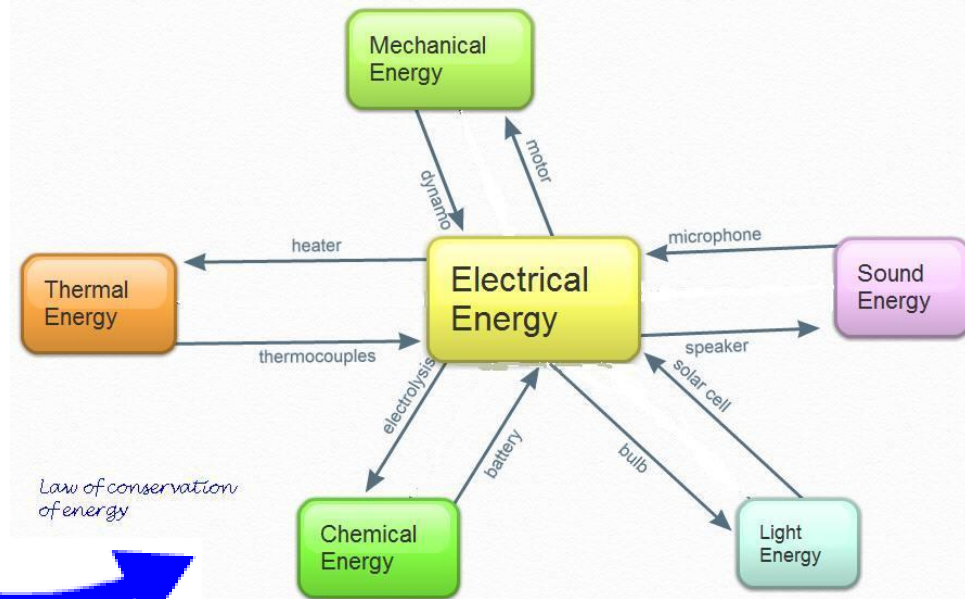 Mechanical
Energy
dynamo
motor
heater
microphone
Thermal
Energy
Electrical
Energy
Sound
Energy
thermocouples
speaker
electrolysis
battery
bulb
solar cell
Law of conservation
of energy
Chemical
Energy
Light
Energy